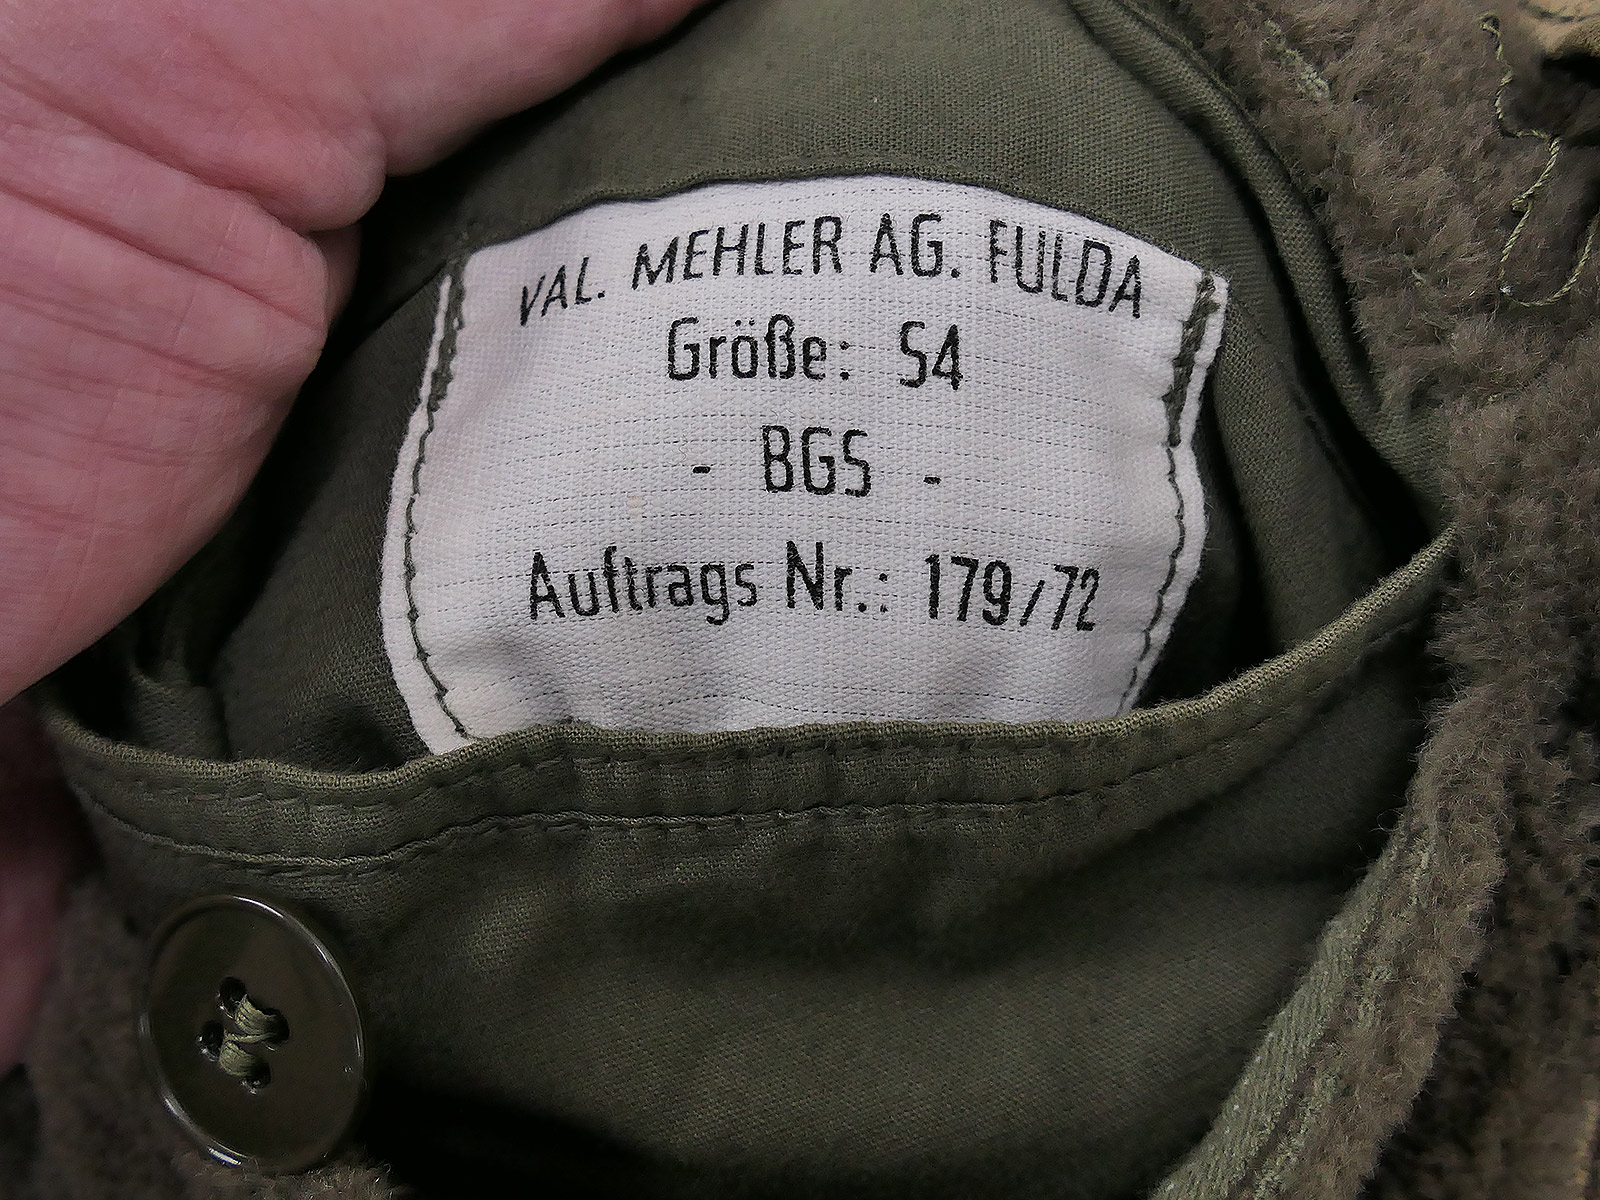 VAL. MEHLER AG. FULDA
Größe: 54
- BGS -
Auftrags Nr.: 179/72